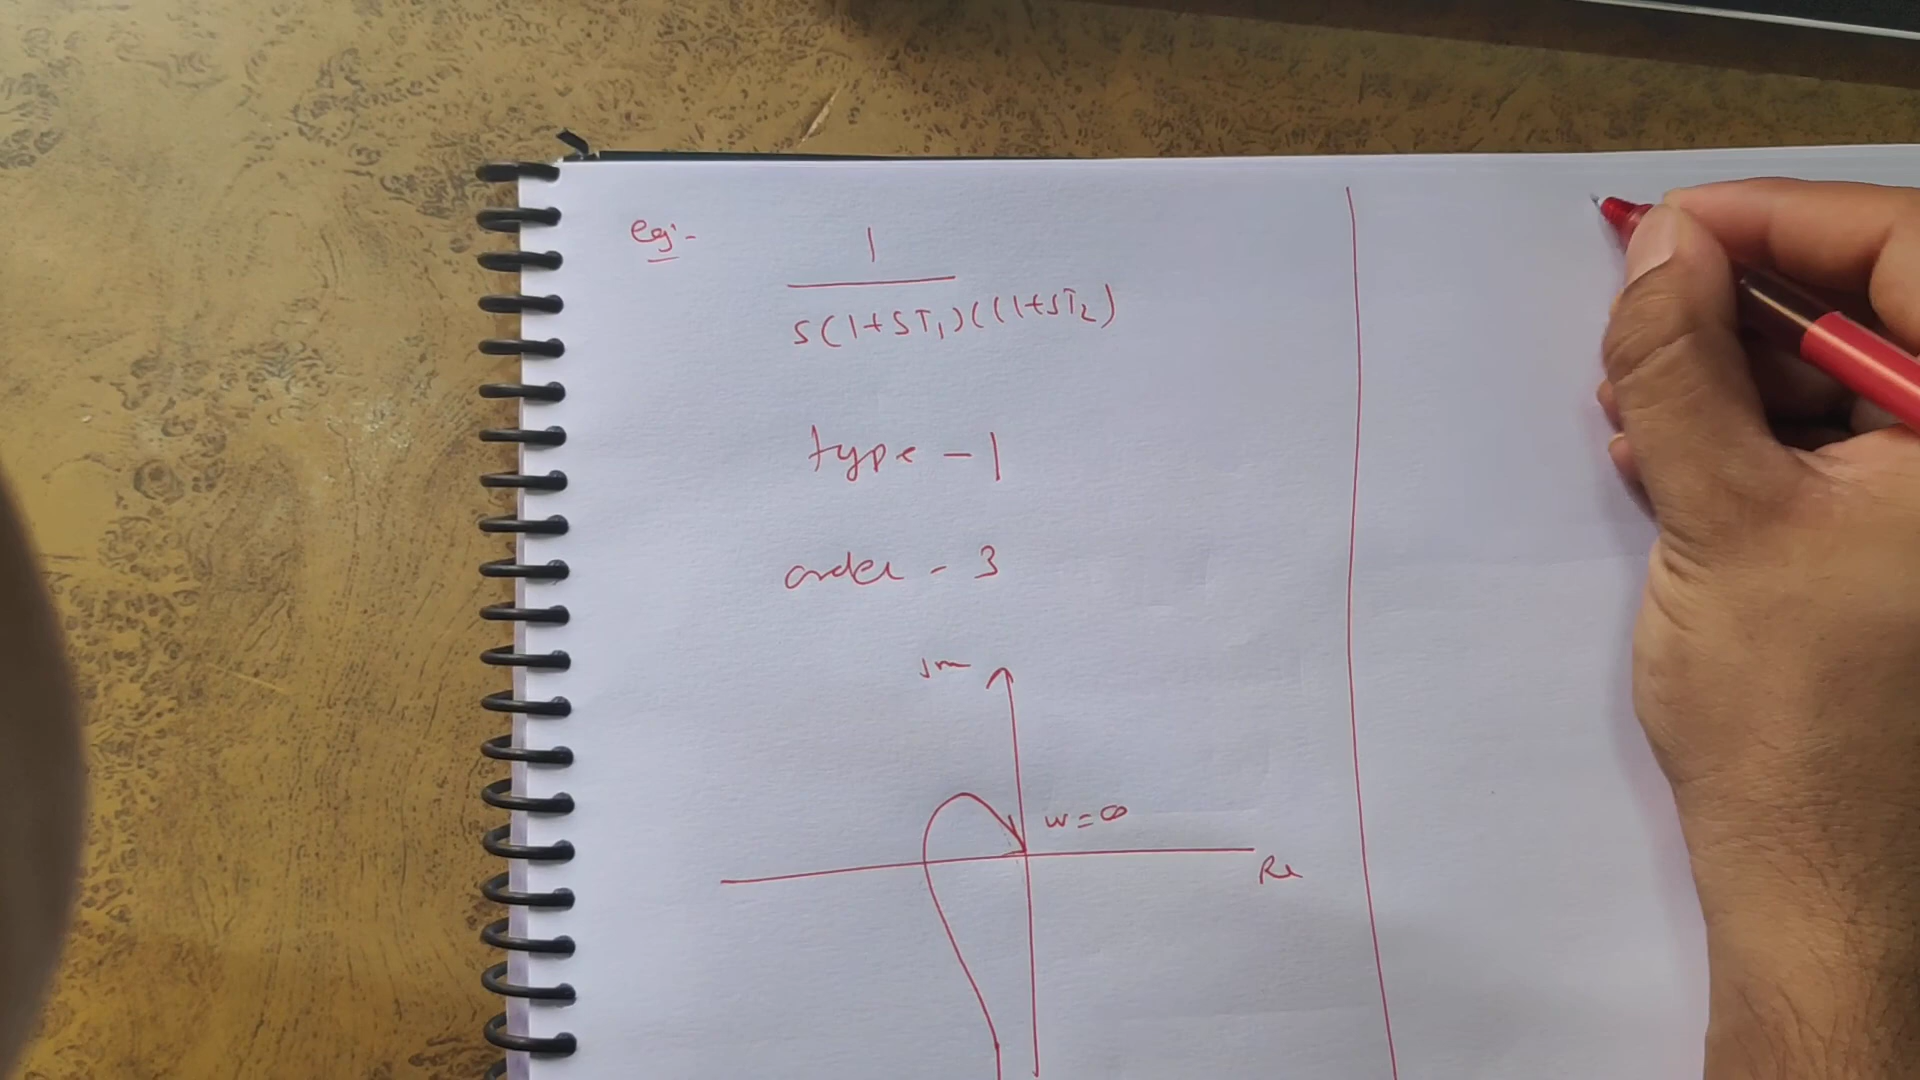 eg:-
1
s(1+sT₁)((1+sT₂)
type - 1
order - 3
Im
w = ∞
Re